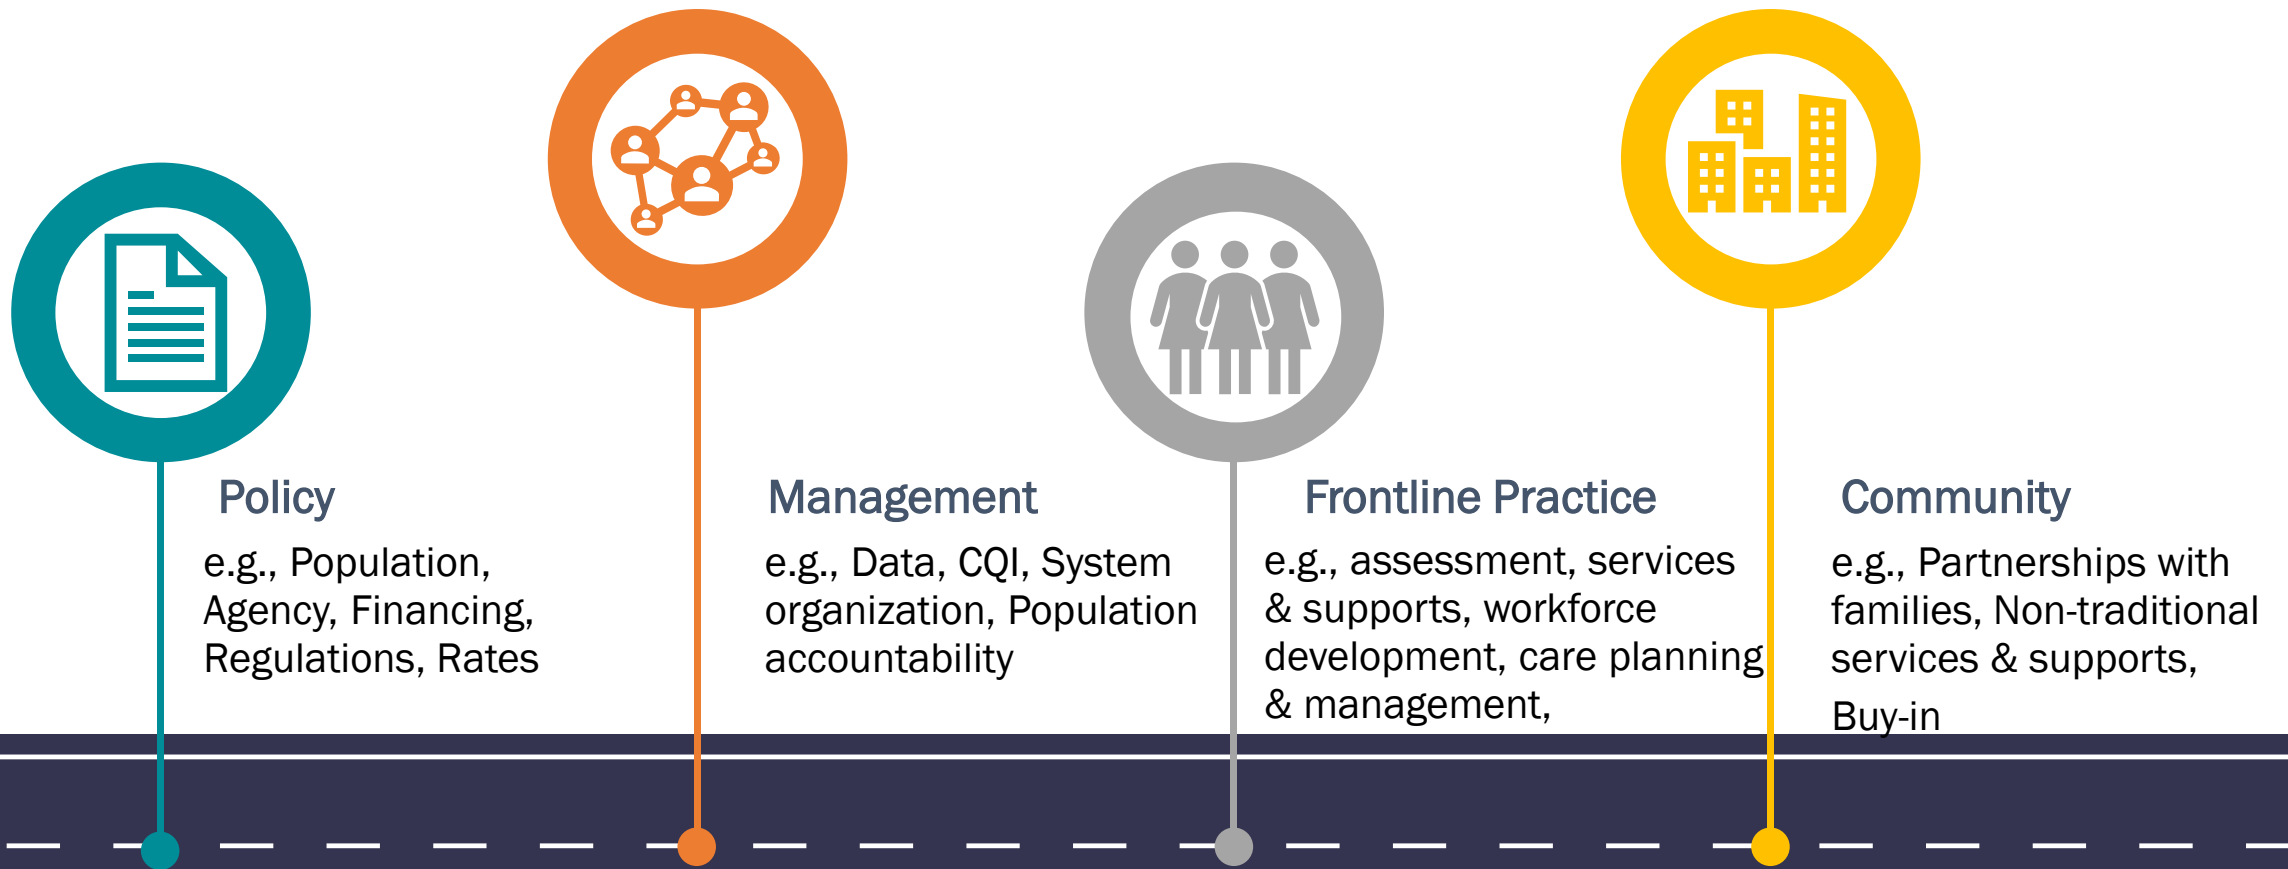 Policy
e.g., Population,
Agency, Financing,
Regulations, Rates
Management
e.g., Data, CQI, System
organization, Population
accountability
Frontline Practice
e.g., assessment, services
& supports, workforce
development, care planning
& management,
Community
e.g., Partnerships with
families, Non-traditional
services & supports,
Buy-in